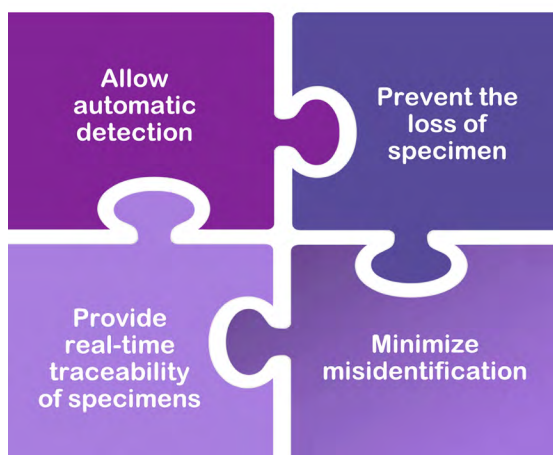 Allow
automatic
detection
Prevent the
loss of
specimen
Provide
real-time
traceability
of specimens
Minimize
misidentification